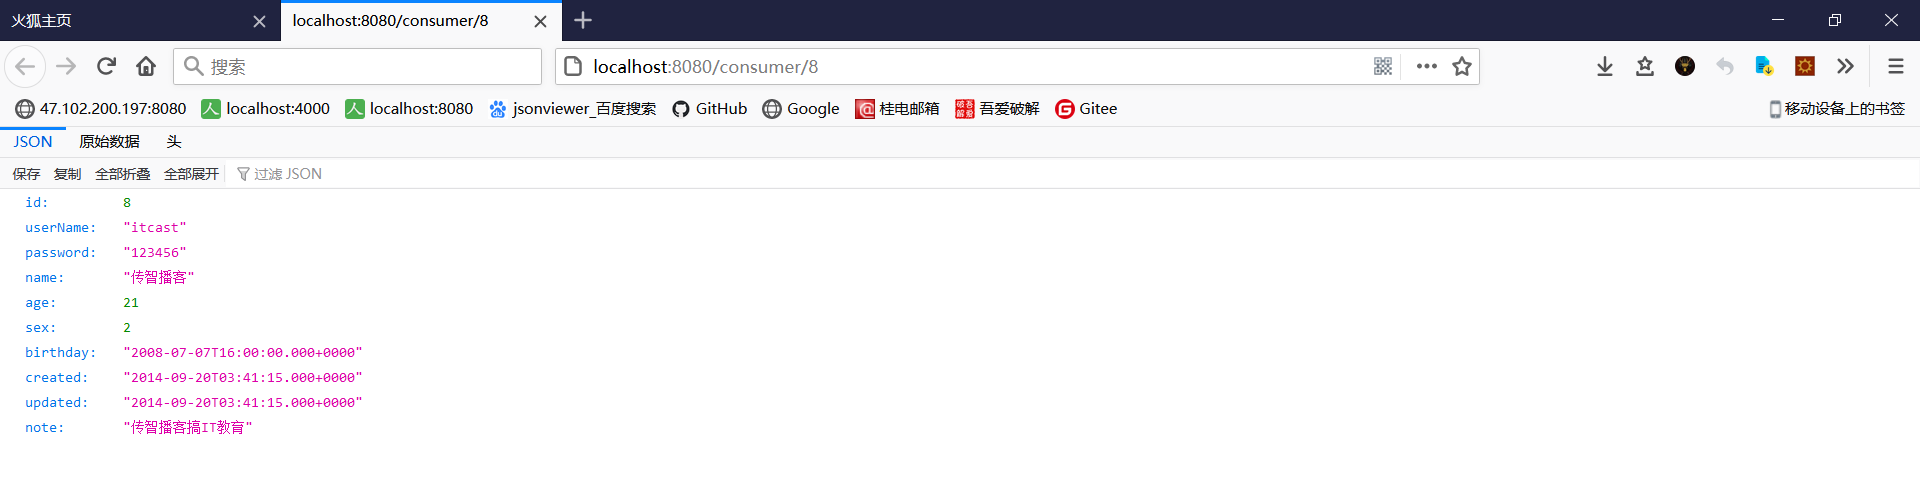 火狐主页
localhost:8080/consumer/8
搜索
localhost:8080/consumer/8
47.102.200.197:8080
localhost:4000
localhost:8080
jsonviewer_百度搜索
GitHub
Google
桂电邮箱
吾爱破解
Gitee
移动设备上的书签
JSON
原始数据
头
保存
复制
全部折叠
全部展开
过滤 JSON
id: 8
userName: "itcast"
password: "123456"
name: "传智播客"
age: 21
sex: 2
birthday: "2008-07-07T16:00:00.000+0000"
created: "2014-09-20T03:41:15.000+0000"
updated: "2014-09-20T03:41:15.000+0000"
note: "传智播客搞IT教育"